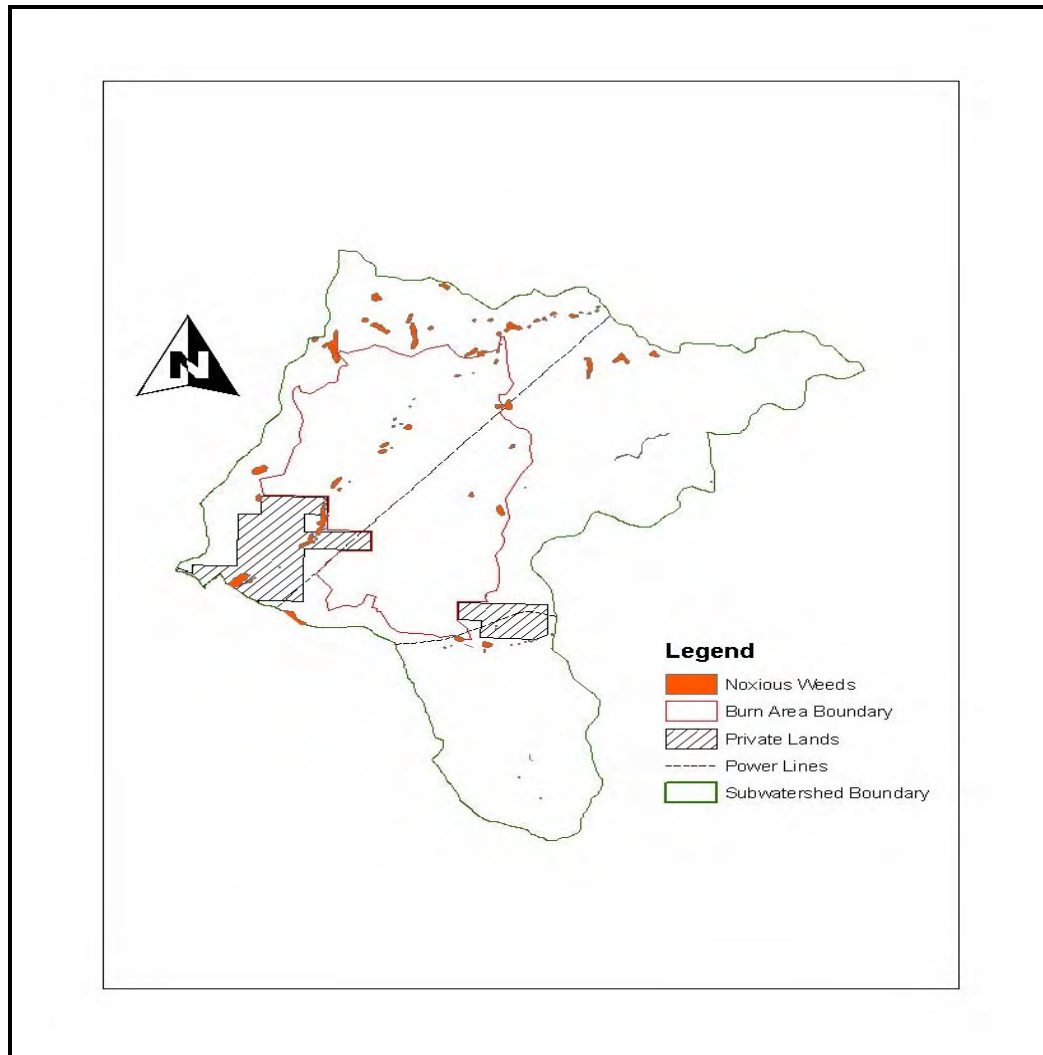 N
Legend
Noxious Weeds
Burn Area Boundary
Private Lands
Power Lines
Subwatershed Boundary